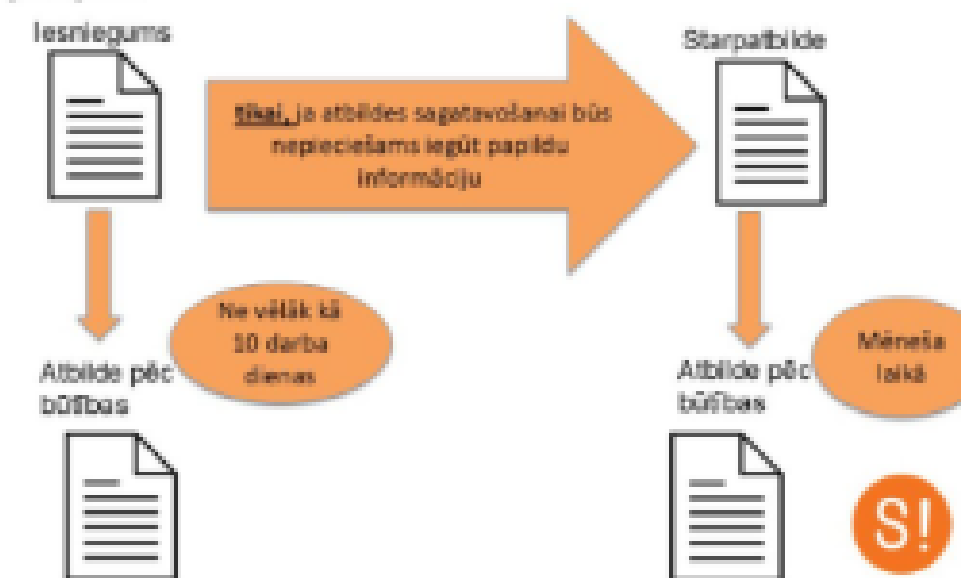 Iesniegums
Starpatbilde
tikai, ja atbildes sagatavošanai būs
nepieciešams iegūt papildu
informāciju
Ne vēlāk kā
10 darba
dienas
Mēneša
laikā
Atbilde pēc
būtības
Atbilde pēc
būtības
S!